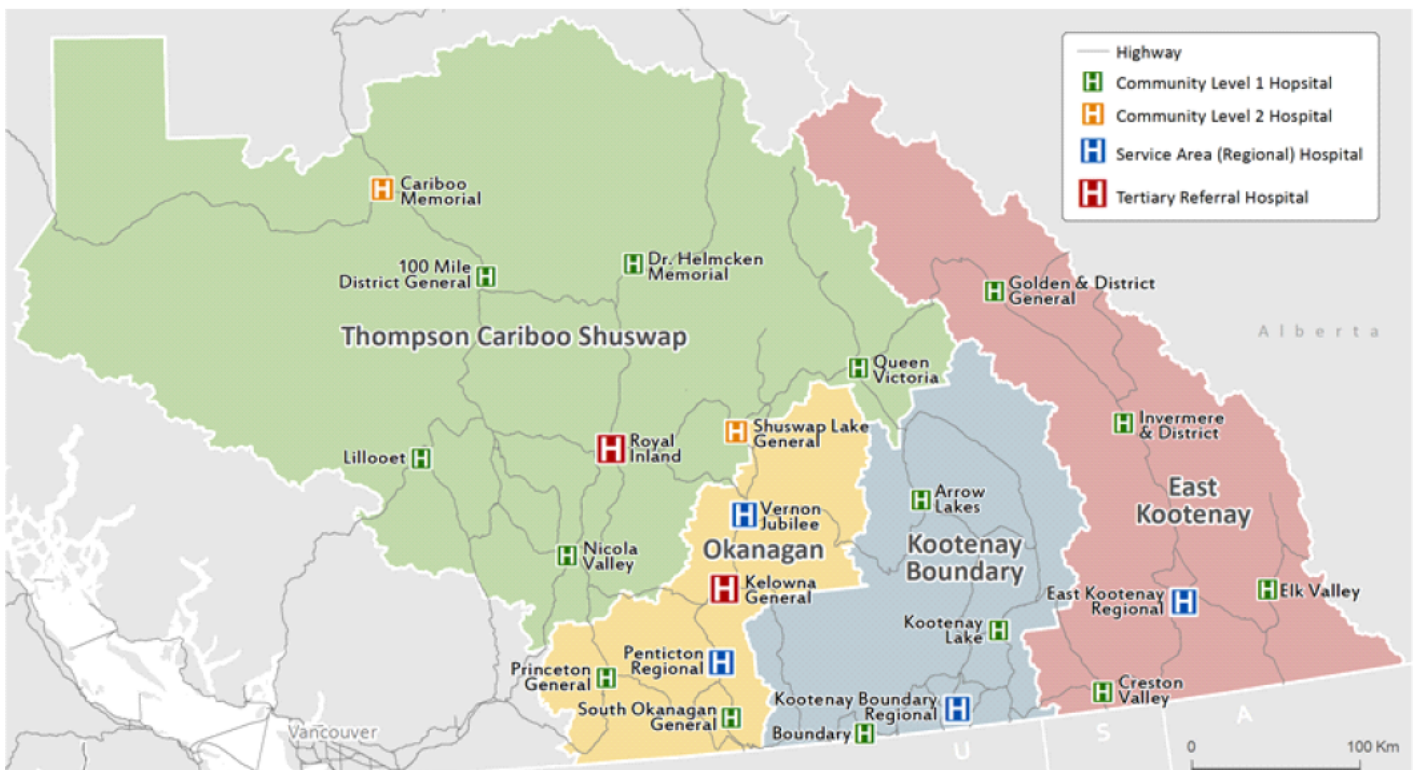 Highway
H Community Level 1 Hopsital
H Community Level 2 Hospital
H Service Area (Regional) Hospital
H Tertiary Referral Hospital
H Cariboo
Memorial
100 Mile
District General H
H Dr. Helmcken
Memorial
H Golden & District
General
Thompson Cariboo Shuswap
Alberta
H Queen
Victoria
H Shuswap Lake
General
H Invermere
& District
Lillooet H
H Royal
Inland
East
Kootenay
H Arrow
Lakes
H Vernon
Jubilee
Okanagan
Kootenay
Boundary
H Nicola
Valley
H Kelowna
General
East Kootenay
Regional H
H Elk Valley
Kootenay
Lake H
Penticton
Regional H
Princeton
General H
South Okanagan
General H
H Creston
Valley
Kootenay Boundary
Regional H
Boundary H
Vancouver
U S A
0 100 Km